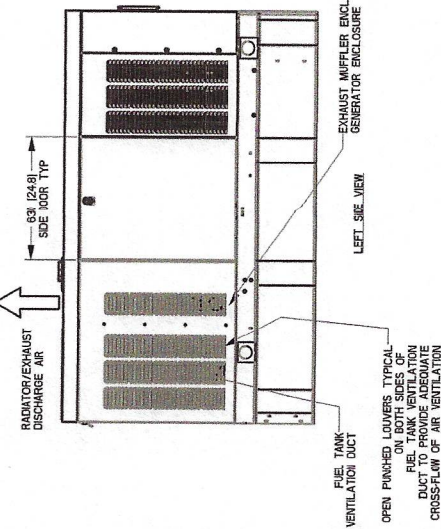 RADIATOR/EXHAUST
DISCHARGE AIR
630 [24.8]
SIDE DOOR TYP
EXHAUST MUFFLER ENCL
GENERATOR ENCLOSURE
LEFT SIDE VIEW
FUEL TANK
VENTILATION DUCT
OPEN PUNCHED LOUVERS TYPICAL
ON BOTH SIDES OF
FUEL TANK VENTILATION
DUCT TO PROVIDE ADEQUATE
CROSS-FLOW OF AIR VENTILATION